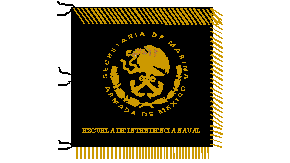 SECRETARIA DE MARINA
ARMADA DE MEXICO
ESCUELA DE INTENDENCIA NAVAL